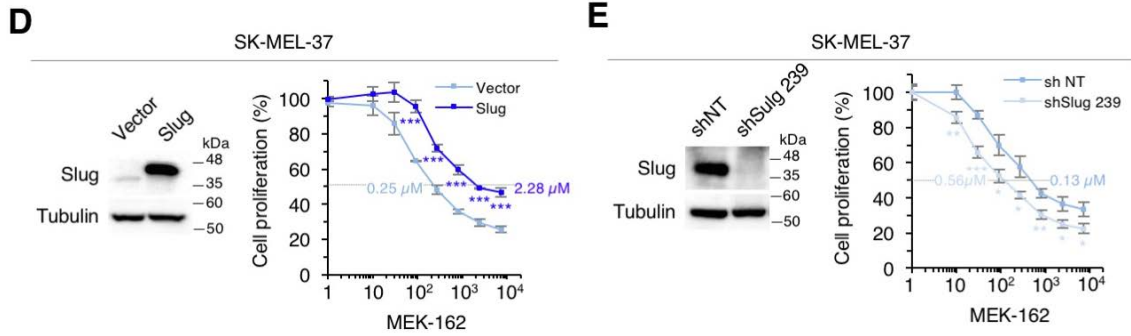 D
SK-MEL-37
Vector
Slug
kDa
Slug
48
35
Tubulin
60
50
Cell proliferation (%)
100
80
60
40
20
0
Vector
Slug
***
***
***
***
***
0.25 µM
2.28 µM
1 10 10² 10³ 10⁴
MEK-162
E
SK-MEL-37
shNT
shSulg 239
kDa
Slug
48
35
Tubulin
60
50
Cell proliferation (%)
100
80
60
40
20
0
sh NT
shSlug 239
**
***
*
*
**
*
*
0.56µM
0.13 µM
1 10 10² 10³ 10⁴
MEK-162